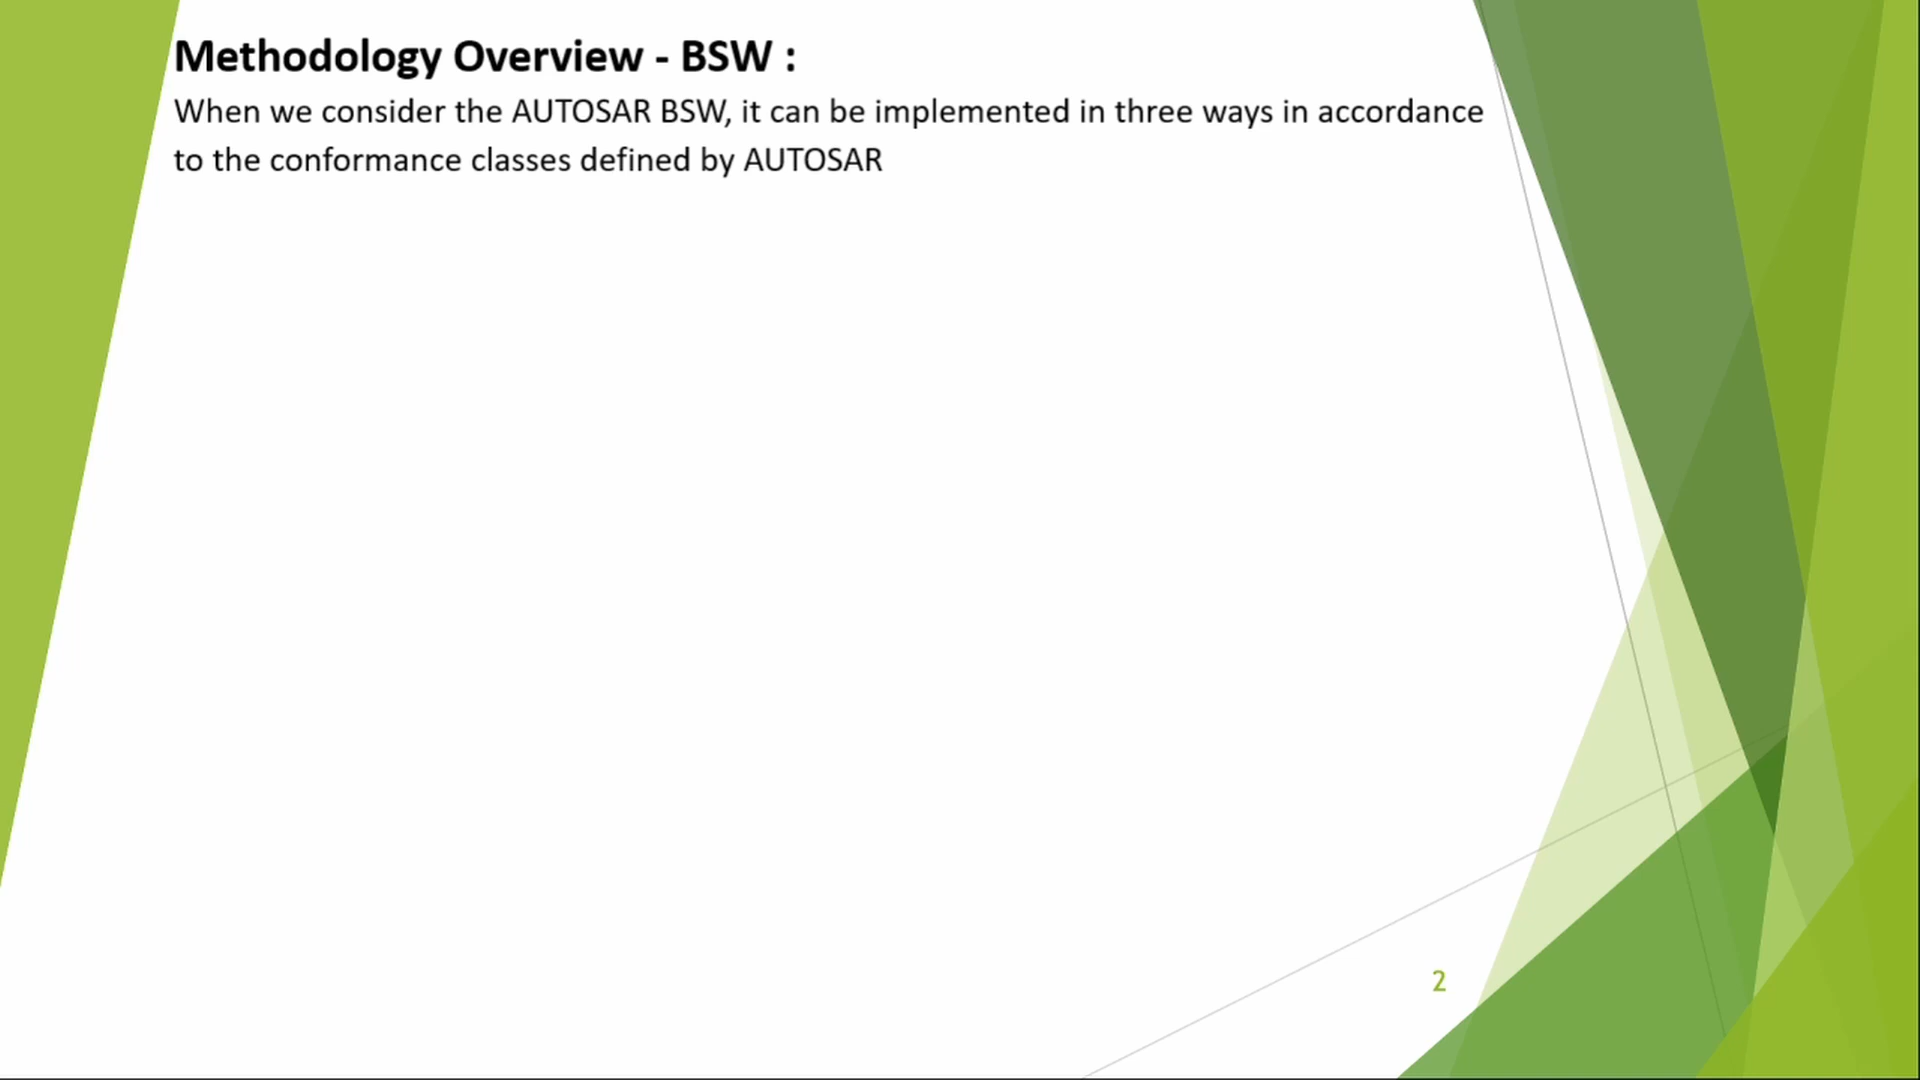 Methodology Overview - BSW :
When we consider the AUTOSAR BSW, it can be implemented in three ways in accordance
to the conformance classes defined by AUTOSAR
2